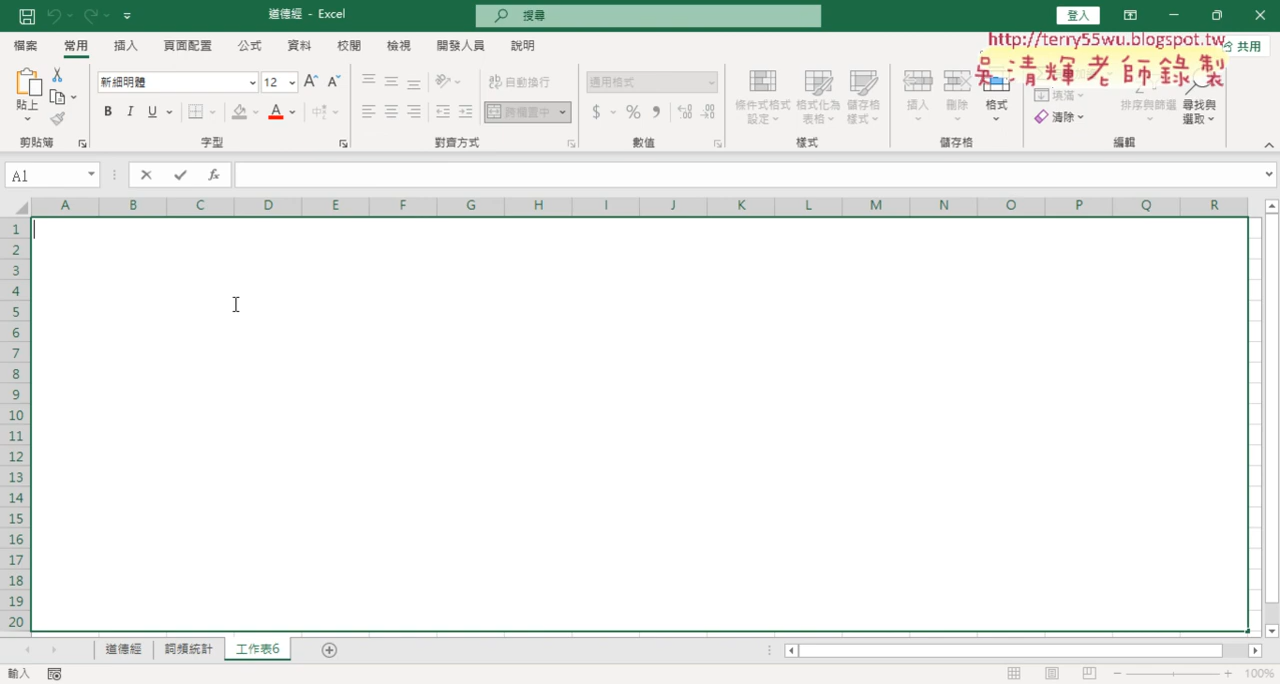 道德經 - Excel
搜尋
登入
檔案 常用 插入 頁面配置 公式 資料 校閱 檢視 開發人員 說明
共用
http://terry55wu.blogspot.tw
吳清輝老師錄製
貼上
新細明體 12
自動換行
通用格式
條件式格式設定 格式化為表格 儲存格樣式
插入 刪除 格式
填滿
清除
排序與篩選 尋找與選取
B I U A
跨欄置中
$ % ,
剪貼簿 字型 對齊方式 數值 樣式 儲存格 編輯
A1
fx
A B C D E F G H I J K L M N O P Q R
1
2
3
4
5
6
7
8
9
10
11
12
13
14
15
16
17
18
19
20
道德經 詞頻統計 工作表6
輸入
100%